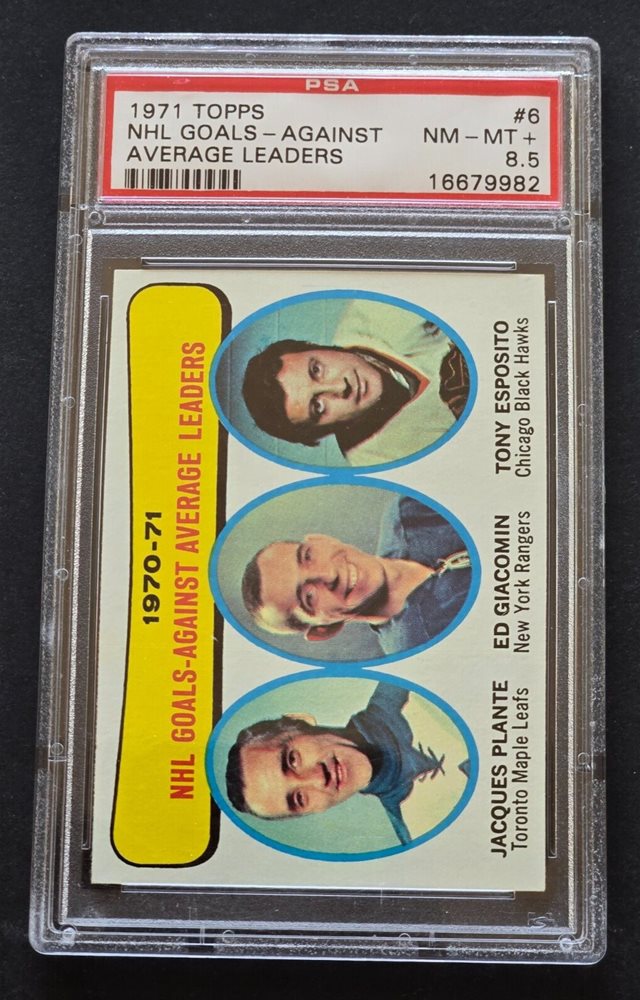 PSA
1971 TOPPS #6
NHL GOALS-AGAINST NM-MT+
AVERAGE LEADERS 8.5
16679982
1970-71
NHL GOALS-AGAINST AVERAGE LEADERS
JACQUES PLANTE
Toronto Maple Leafs
ED GIACOMIN
New York Rangers
TONY ESPOSITO
Chicago Black Hawks